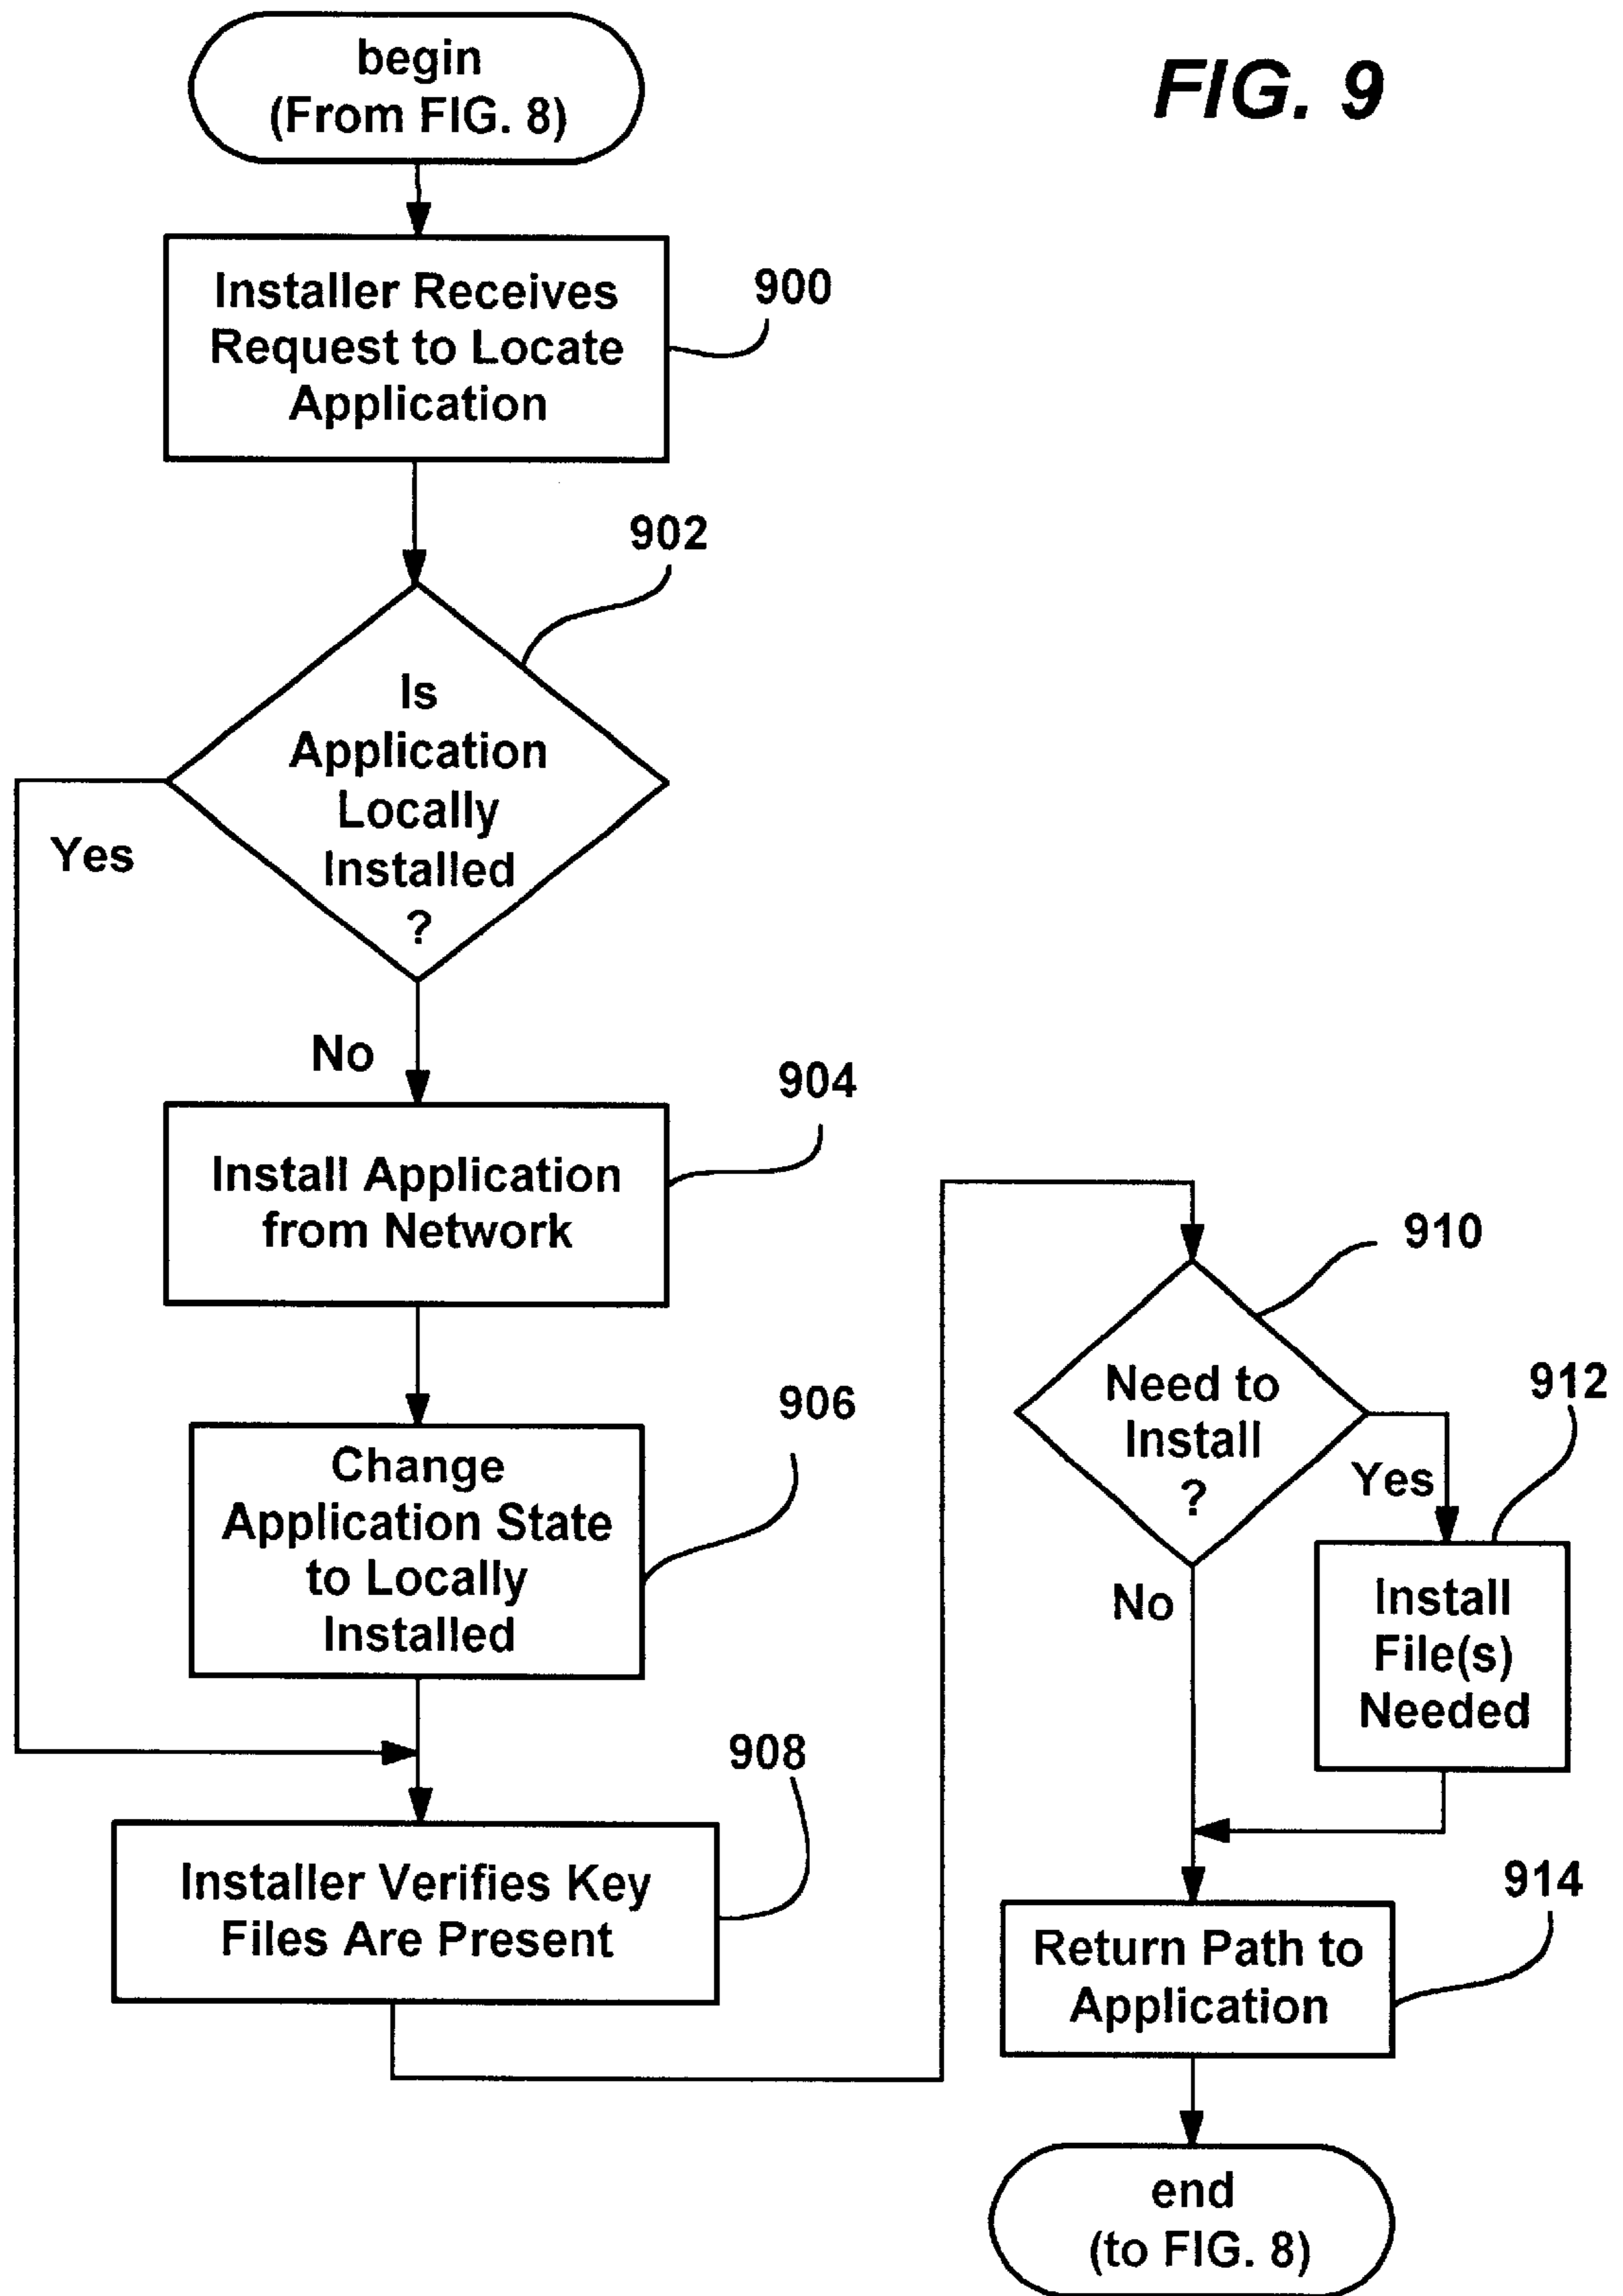 FIG. 9
begin
(From FIG. 8)
Installer Receives
Request to Locate
Application
900
902
Is
Application
Locally
Installed
?
Yes
No
904
Install Application
from Network
906
Change
Application State
to Locally
Installed
908
Installer Verifies Key
Files Are Present
910
Need to
Install
?
Yes
No
912
Install
File(s)
Needed
914
Return Path to
Application
end
(to FIG. 8)